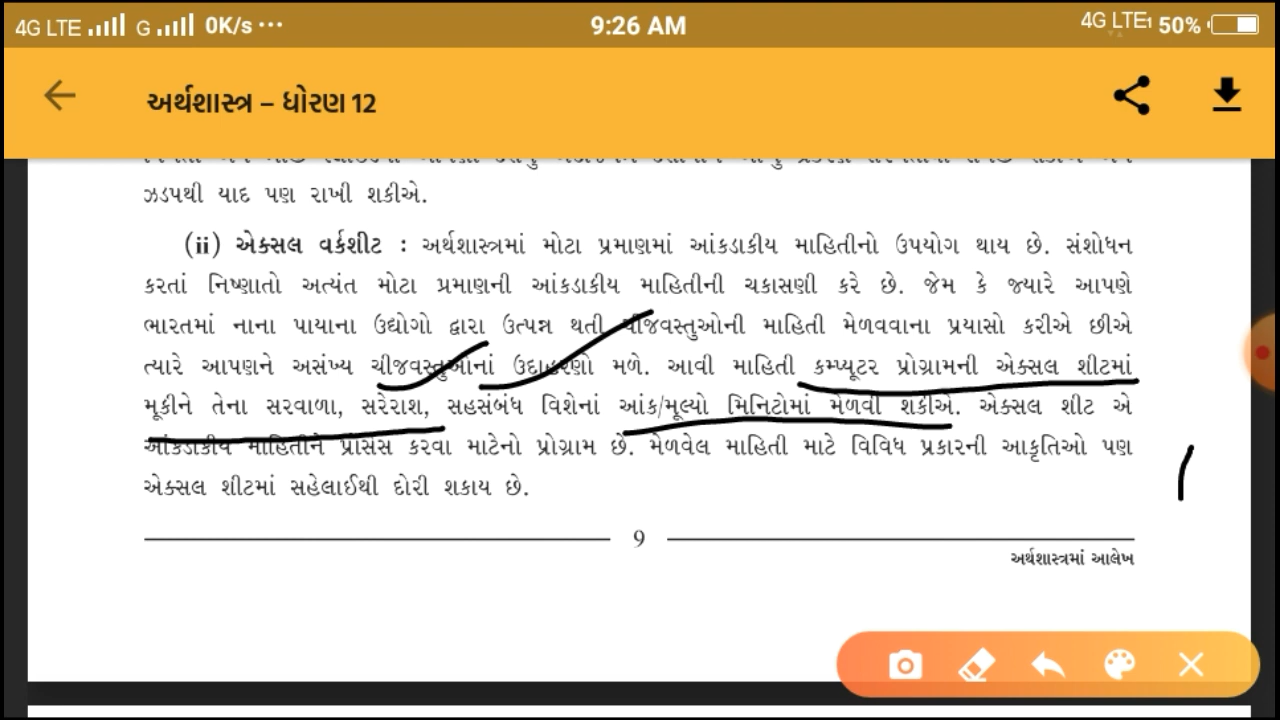 4G LTE G 0K/s ··· 9:26 AM 4G LTE 50%
અર્થશાસ્ત્ર – ધોરણ 12
ઝડપથી યાદ પણ રાખી શકીએ.
(ii) એક્સલ વર્કશીટ : અર્થશાસ્ત્રમાં મોટા પ્રમાણમાં આંકડાકીય માહિતીનો ઉપયોગ થાય છે. સંશોધન
કરતાં નિષ્ણાતો અત્યંત મોટા પ્રમાણની આંકડાકીય માહિતીની ચકાસણી કરે છે. જેમ કે જ્યારે આપણે
ભારતમાં નાના પાયાના ઉદ્યોગો દ્વારા ઉત્પન્ન થતી ચીજવસ્તુઓની માહિતી મેળવવાના પ્રયાસો કરીએ છીએ
ત્યારે આપણને અસંખ્ય ચીજવસ્તુઓનાં ઉદાહરણો મળે. આવી માહિતી કમ્પ્યૂટર પ્રોગ્રામની એક્સલ શીટમાં
મૂકીને તેના સરવાળા, સરેરાશ, સહસંબંધ વિશેનાં આંક/મૂલ્યો મિનિટોમાં મેળવી શકીએ. એક્સલ શીટ એ
આંકડાકીય માહિતીને પ્રોસેસ કરવા માટેનો પ્રોગ્રામ છે. મેળવેલ માહિતી માટે વિવિધ પ્રકારની આકૃતિઓ પણ
એક્સલ શીટમાં સહેલાઈથી દોરી શકાય છે.
9
અર્થશાસ્ત્રમાં આલેખ